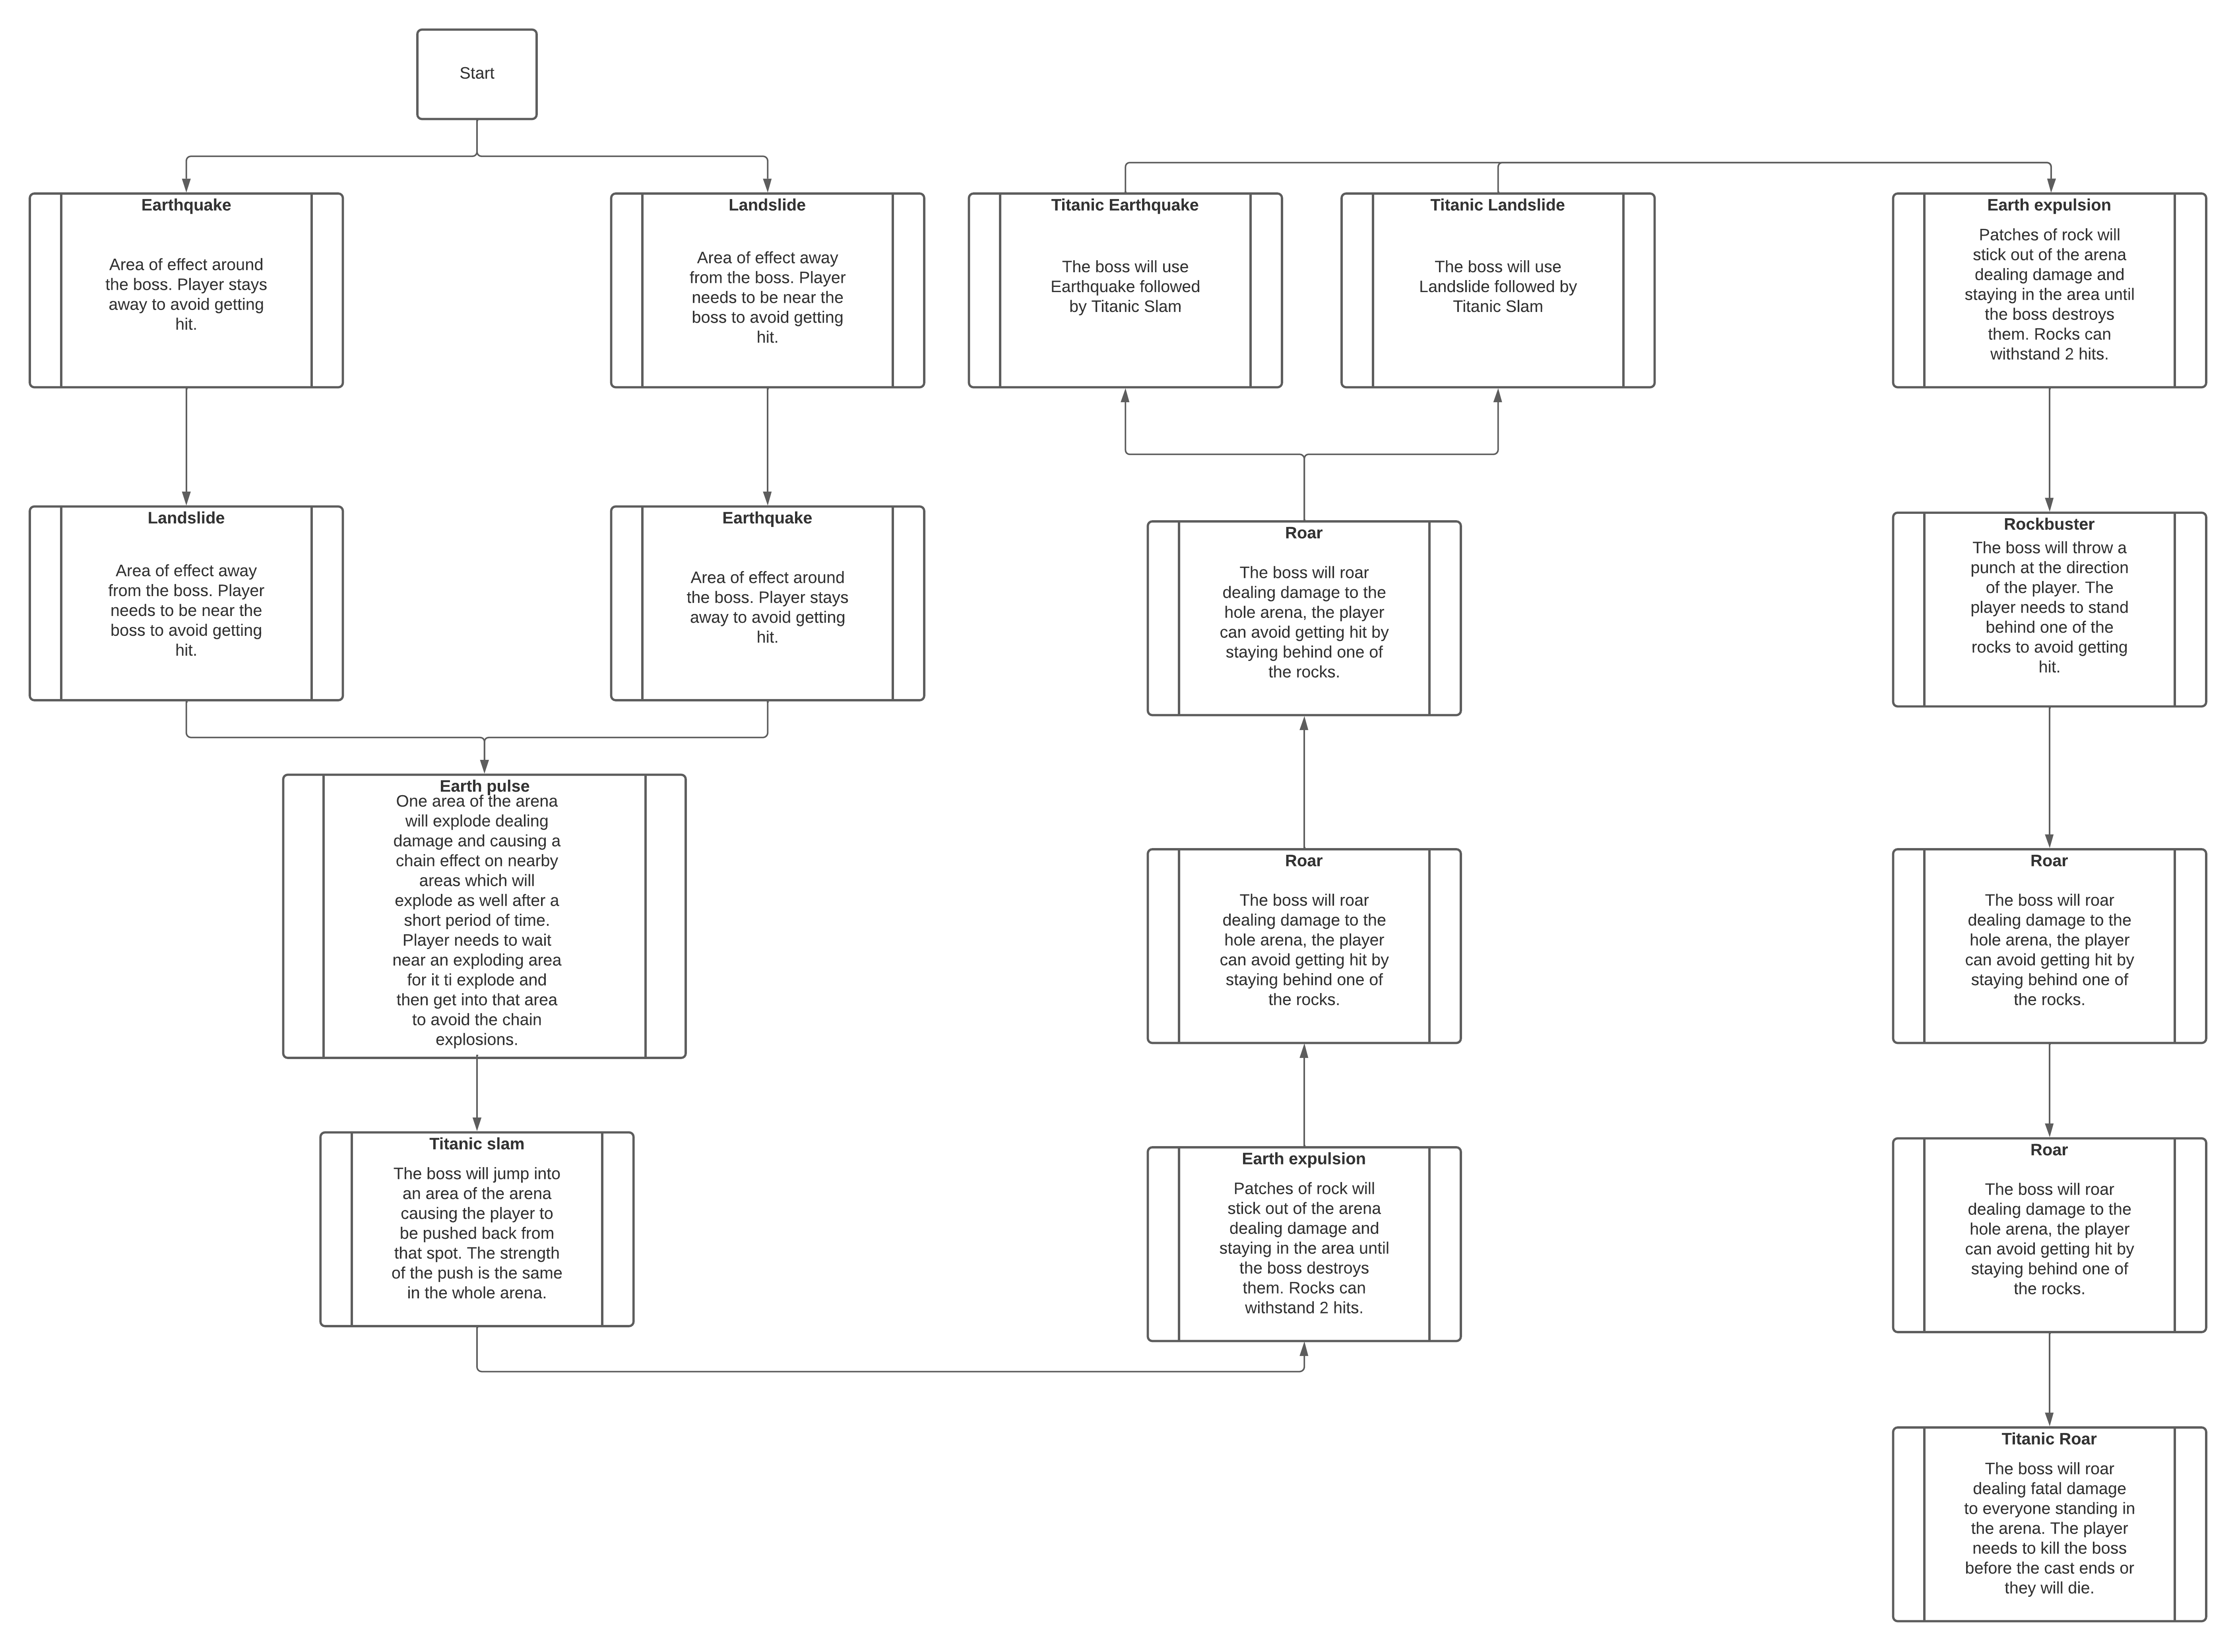 Start
Earthquake
Area of effect around
the boss. Player stays
away to avoid getting
hit.
Landslide
Area of effect away
from the boss. Player
needs to be near the
boss to avoid getting
hit.
Landslide
Area of effect away
from the boss. Player
needs to be near the
boss to avoid getting
hit.
Earthquake
Area of effect around
the boss. Player stays
away to avoid getting
hit.
Earth pulse
One area of the arena
will explode dealing
damage and causing a
chain effect on nearby
areas which will
explode as well after a
short period of time.
Player needs to wait
near an exploding area
for it ti explode and
then get into that area
to avoid the chain
explosions.
Titanic slam
The boss will jump into
an area of the arena
causing the player to
be pushed back from
that spot. The strength
of the push is the same
in the whole arena.
Earth expulsion
Patches of rock will
stick out of the arena
dealing damage and
staying in the area until
the boss destroys
them. Rocks can
withstand 2 hits.
Roar
The boss will roar
dealing damage to the
hole arena, the player
can avoid getting hit by
staying behind one of
the rocks.
Roar
The boss will roar
dealing damage to the
hole arena, the player
can avoid getting hit by
staying behind one of
the rocks.
Titanic Earthquake
The boss will use
Earthquake followed
by Titanic Slam
Titanic Landslide
The boss will use
Landslide followed by
Titanic Slam
Earth expulsion
Patches of rock will
stick out of the arena
dealing damage and
staying in the area until
the boss destroys
them. Rocks can
withstand 2 hits.
Rockbuster
The boss will throw a
punch at the direction
of the player. The
player needs to stand
behind one of the
rocks to avoid getting
hit.
Roar
The boss will roar
dealing damage to the
hole arena, the player
can avoid getting hit by
staying behind one of
the rocks.
Roar
The boss will roar
dealing damage to the
hole arena, the player
can avoid getting hit by
staying behind one of
the rocks.
Titanic Roar
The boss will roar
dealing fatal damage
to everyone standing in
the arena. The player
needs to kill the boss
before the cast ends or
they will die.